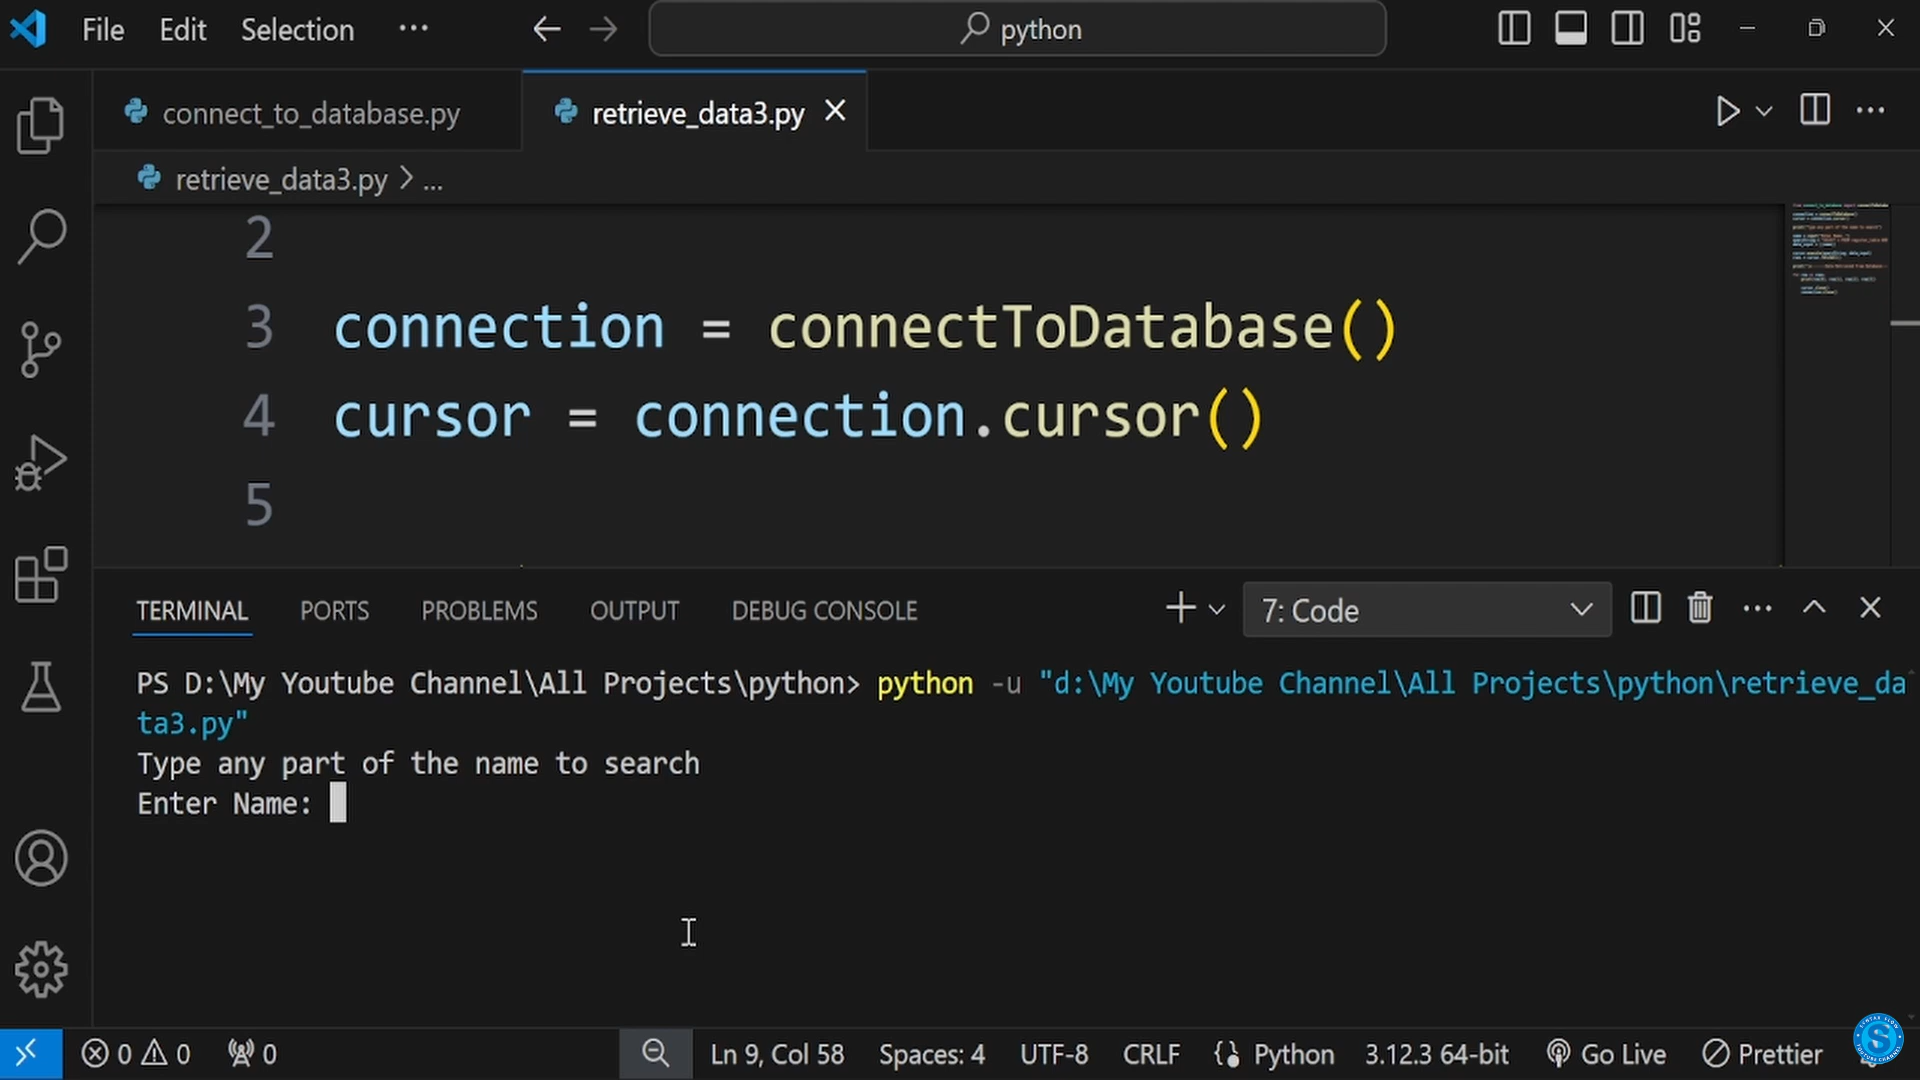 File Edit Selection ··· python
connect_to_database.py retrieve_data3.py
retrieve_data3.py > ...
2
3 connection = connectToDatabase()
4 cursor = connection.cursor()
5
TERMINAL PORTS PROBLEMS OUTPUT DEBUG CONSOLE 7: Code
PS D:\My Youtube Channel\All Projects\python> python -u "d:\My Youtube Channel\All Projects\python\retrieve_da
ta3.py"
Type any part of the name to search
Enter Name:
0 0 0 Ln 9, Col 58 Spaces: 4 UTF-8 CRLF Python 3.12.3 64-bit Go Live Prettier